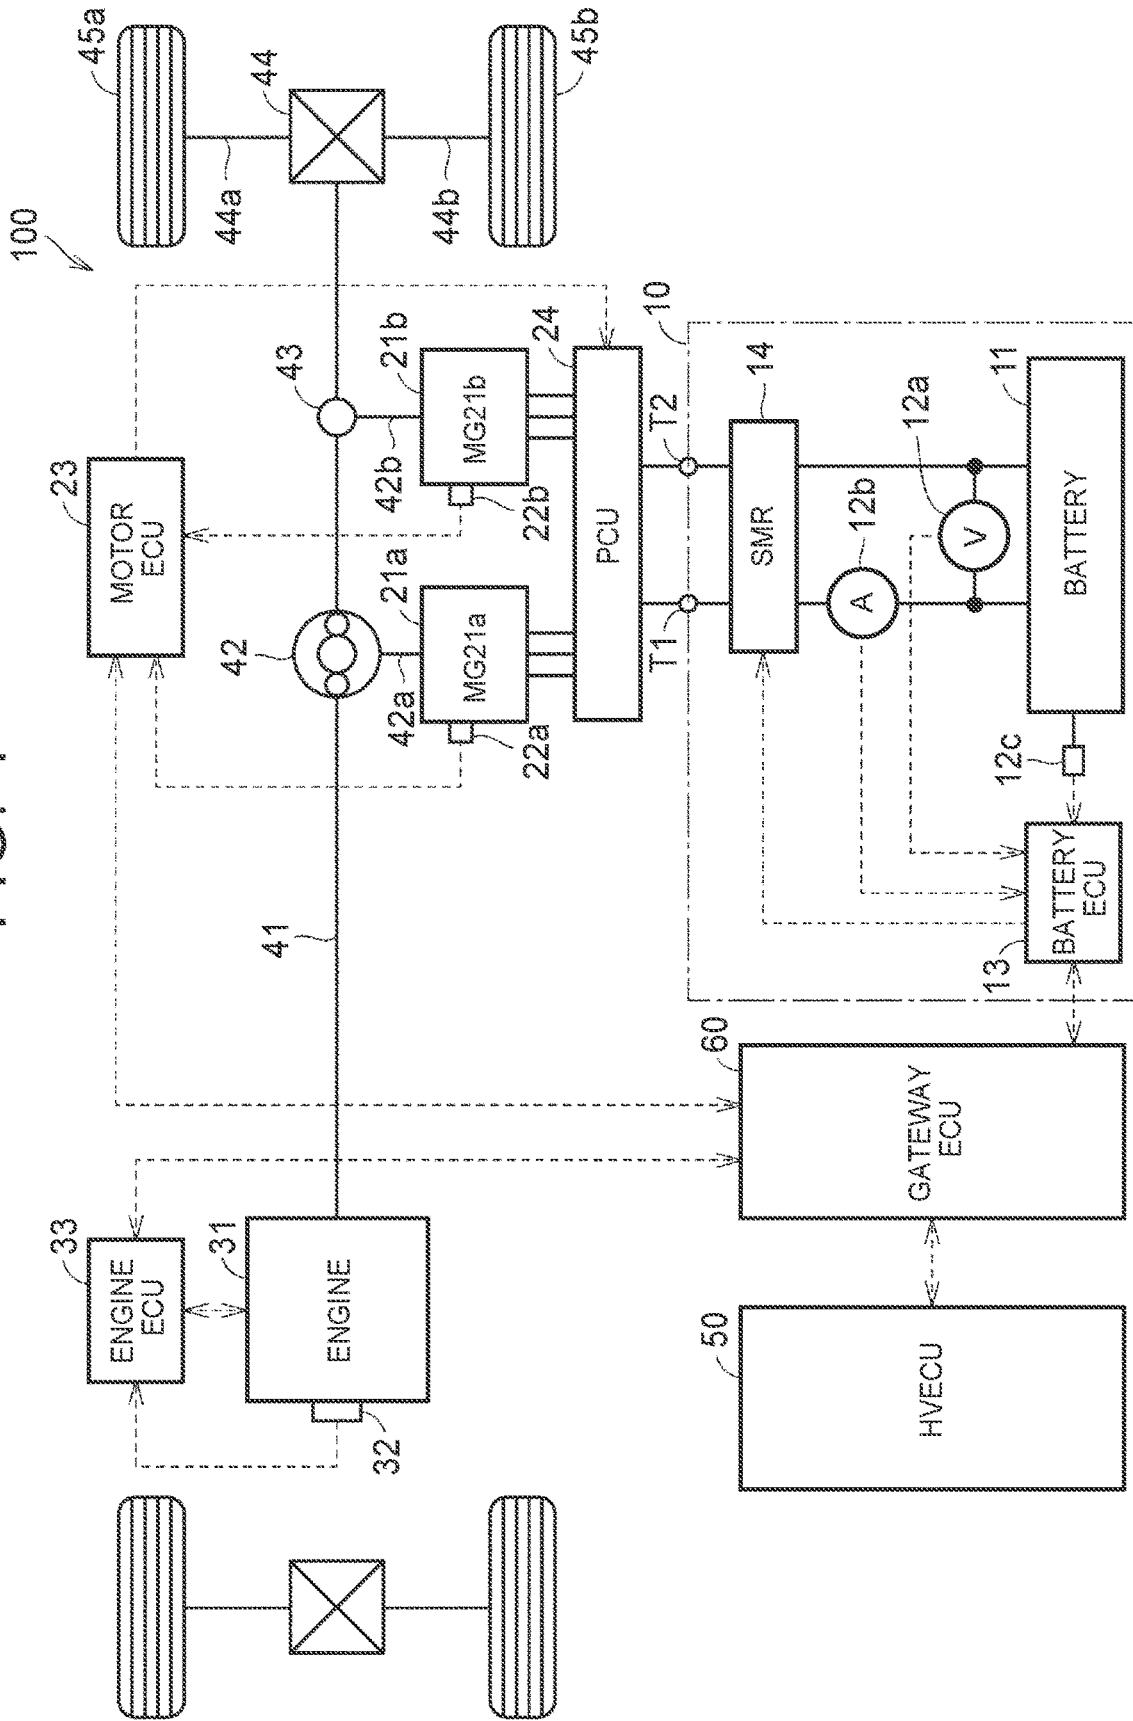 100
45a
33
23
ENGINE
ECU
MOTOR
ECU
31
42
44a
41
44
43
ENGINE
32
42a
21a
42b
21b
44b
MG21a
MG21b
22a
22b
24
45b
PCU
T1
T2
10
50
60
14
SMR
12b
A
12a
V
HVECU
GATEWAY
ECU
13
12c
11
BATTERY
ECU
BATTERY